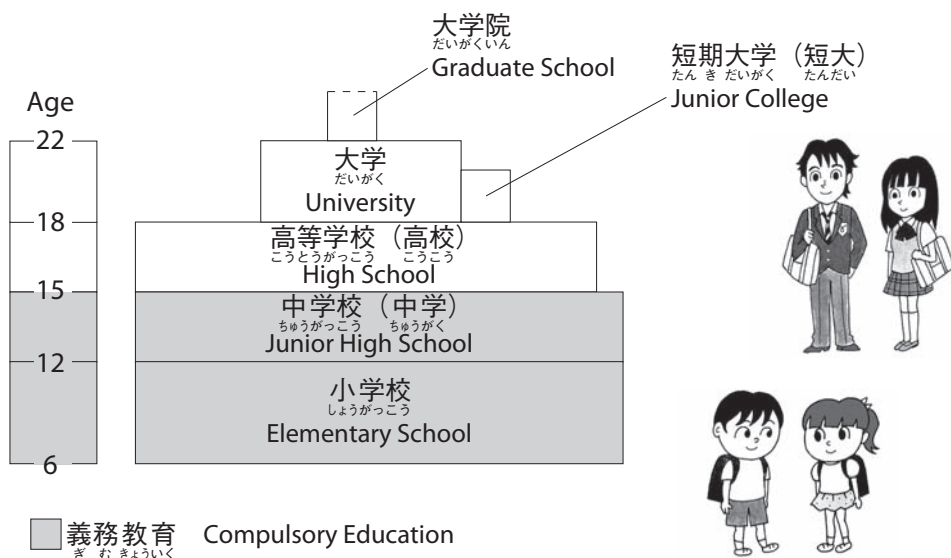 大学院
だいがくいん
Graduate School
短期大学（短大）
たんきだいがく たんだい
Junior College
Age
22
大学
だいがく
University
18
高等学校（高校）
こうとうがっこう こうこう
High School
15
中学校（中学）
ちゅうがっこう ちゅうがく
Junior High School
12
小学校
しょうがっこう
Elementary School
6
義務教育 Compulsory Education
ぎむきょういく